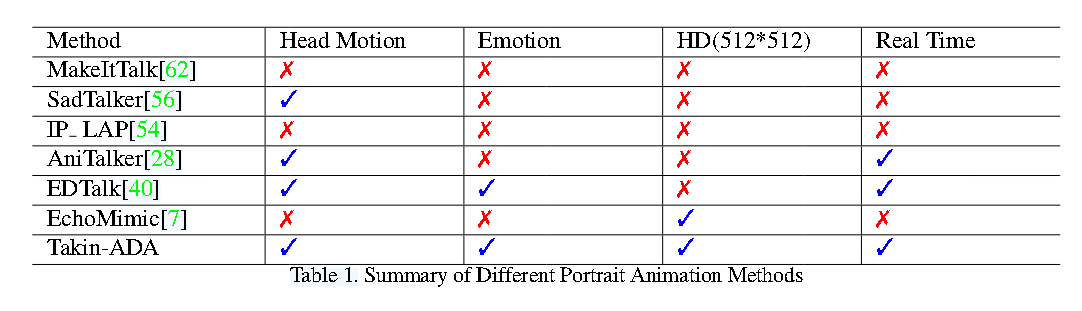 Method Head Motion Emotion HD(512*512) Real Time
MakeItTalk[62] ✗ ✗ ✗ ✗
SadTalker[56] ✓ ✗ ✗ ✗
IP_ LAP[54] ✗ ✗ ✗ ✗
AniTalker[28] ✓ ✗ ✗ ✓
EDTalk[40] ✓ ✓ ✗ ✓
EchoMimic[7] ✗ ✗ ✓ ✗
Takin-ADA ✓ ✓ ✓ ✓
Table 1. Summary of Different Portrait Animation Methods